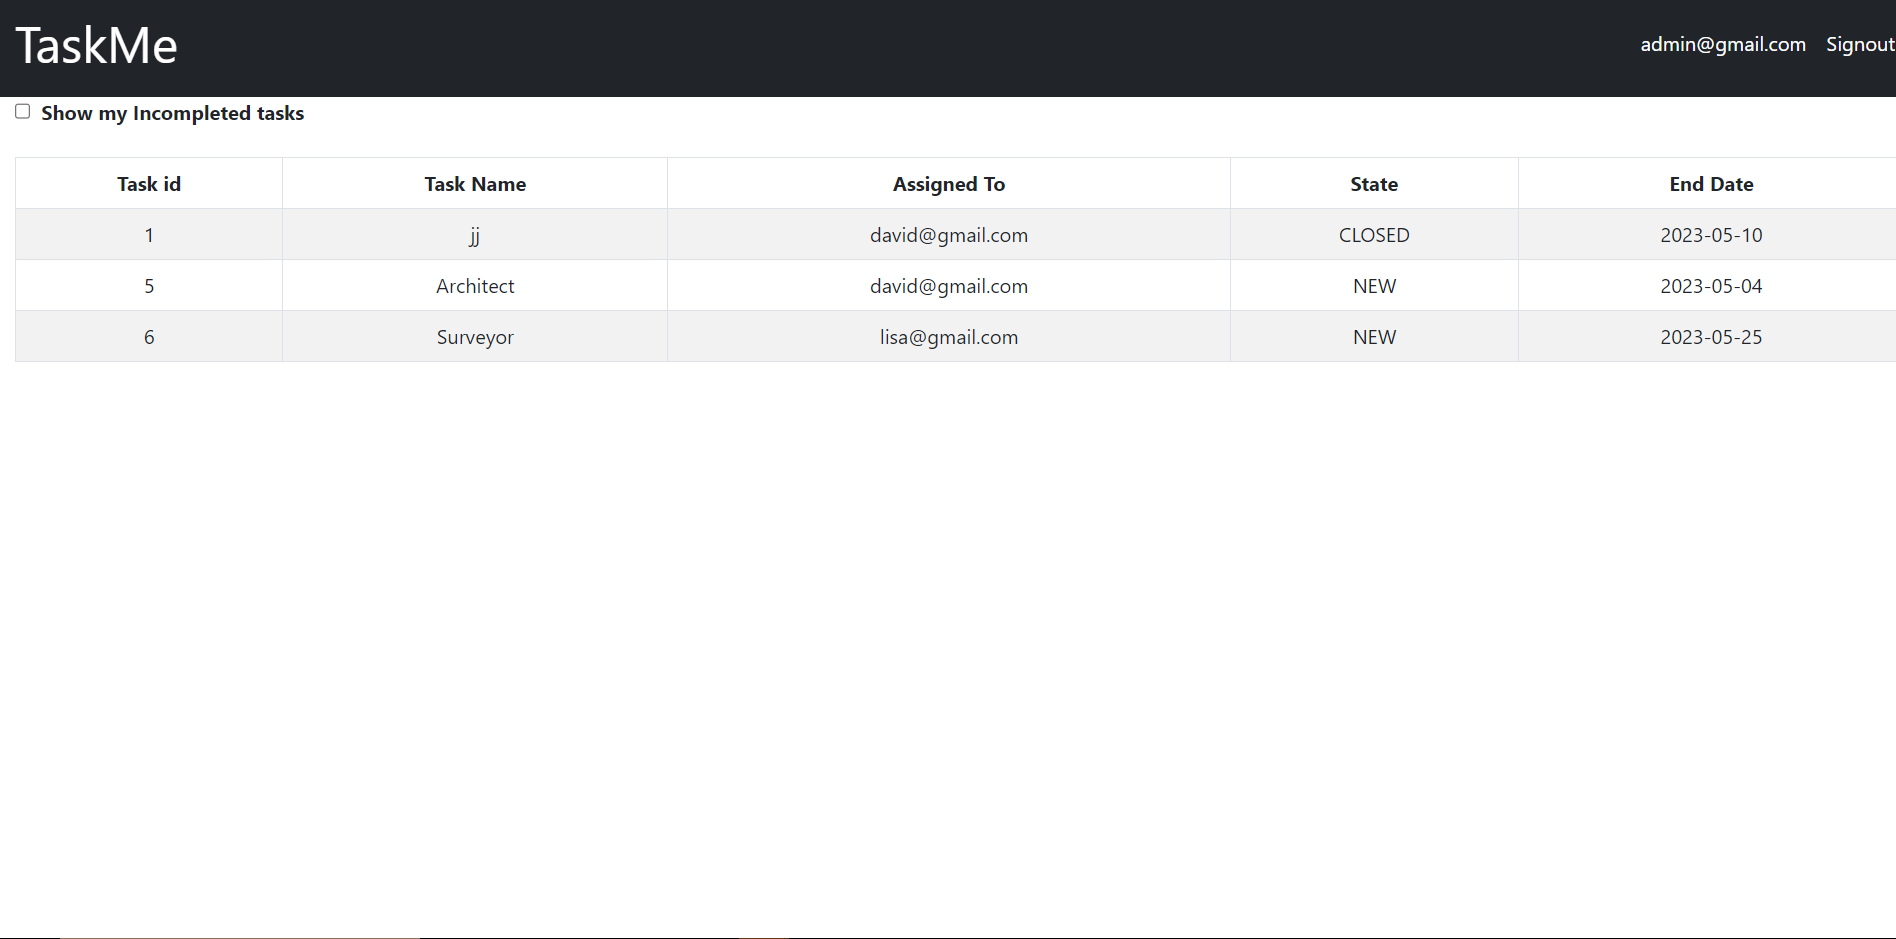 TaskMe admin@gmail.com Signout
Show my Incompleted tasks
Task id Task Name Assigned To State End Date
1 jj david@gmail.com CLOSED 2023-05-10
5 Architect david@gmail.com NEW 2023-05-04
6 Surveyor lisa@gmail.com NEW 2023-05-25